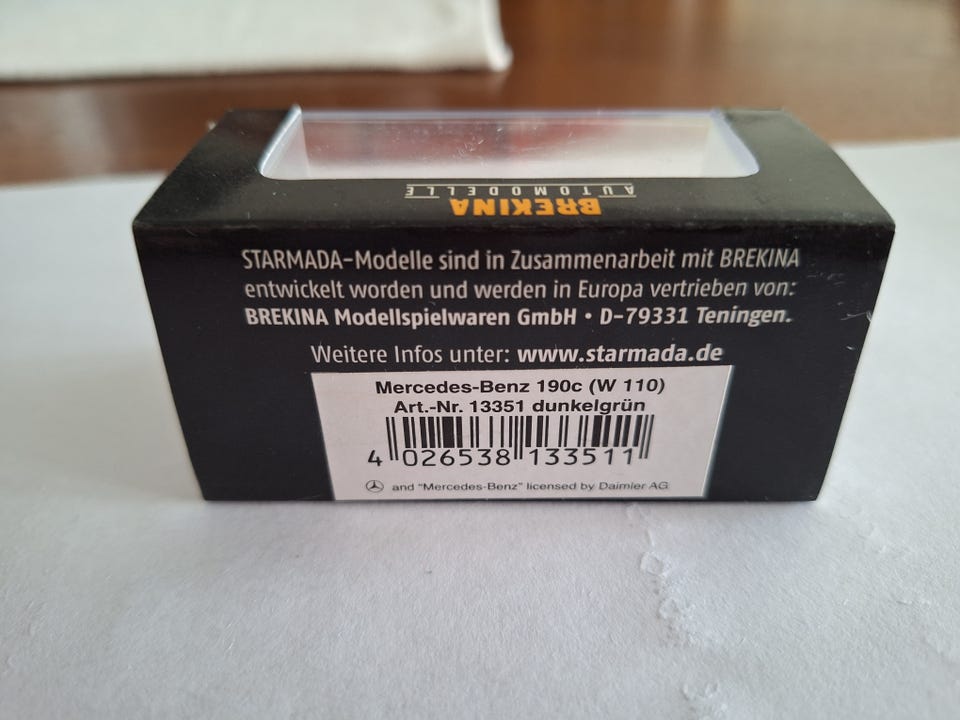 BREKINA
AUTOMODELLE
STARMADA-Modelle sind in Zusammenarbeit mit BREKINA
entwickelt worden und werden in Europa vertrieben von:
BREKINA Modellspielwaren GmbH • D-79331 Teningen.
Weitere Infos unter: www.starmada.de
Mercedes-Benz 190c (W 110)
Art.-Nr. 13351 dunkelgrün
4 026538 133511
and "Mercedes-Benz" licensed by Daimler AG.